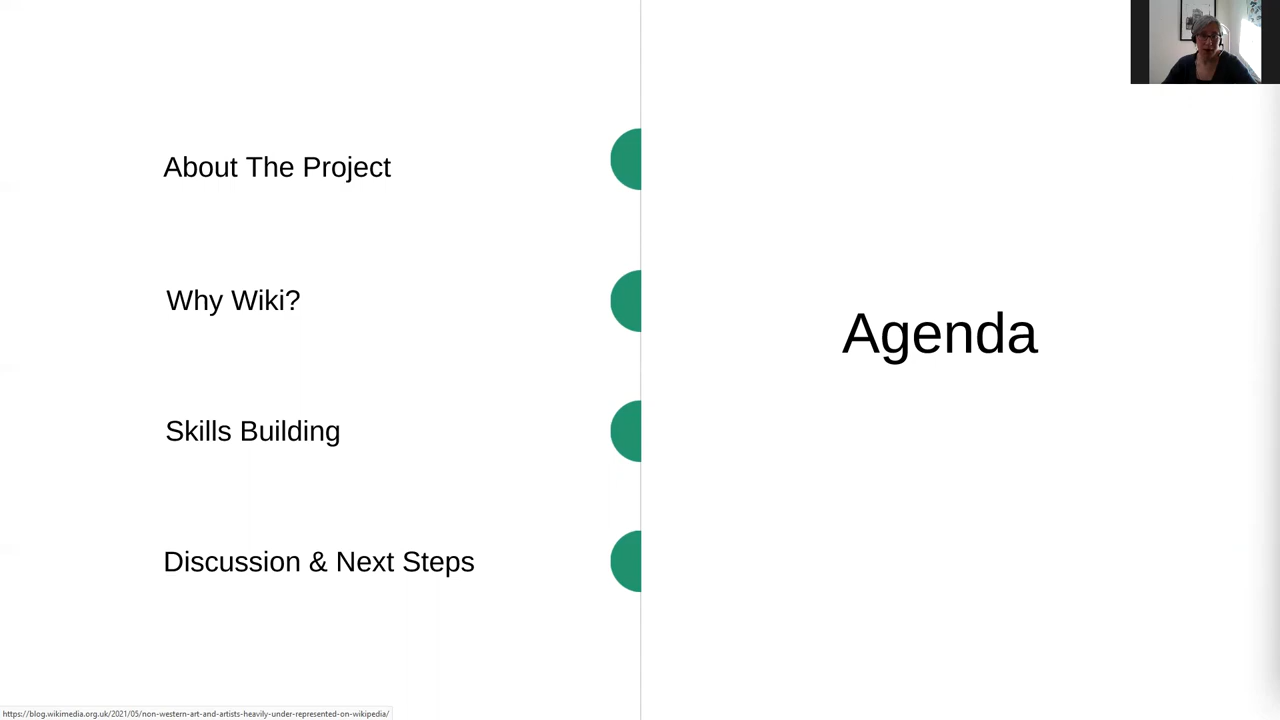 About The Project
Why Wiki?
Skills Building
Discussion & Next Steps
Agenda
https://blog.wikimedia.org.uk/2021/05/non-western-art-and-artists-heavily-under-represented-on-wikipedia/